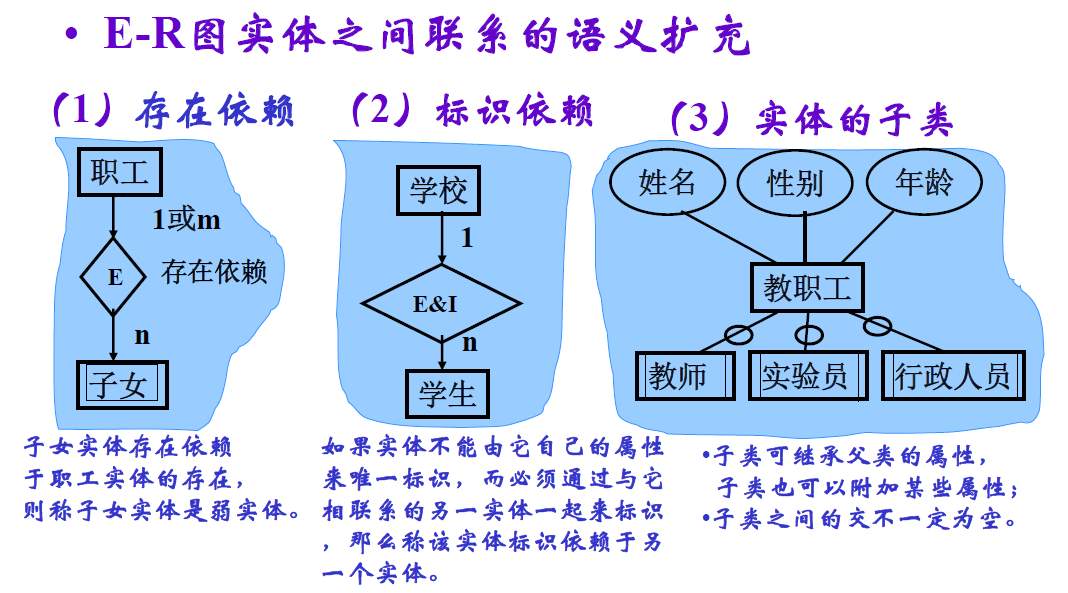 • E-R图实体之间联系的语义扩充
（1）存在依赖
职工
1或m
E
存在依赖
n
子女
子女实体存在依赖
于职工实体的存在，
则称子女实体是弱实体。
（2）标识依赖
学校
1
E&I
n
学生
如果实体不能由它自己的属性
来唯一标识，而必须通过与它
相联系的另一实体一起来标识
，那么称该实体标识依赖于另
一个实体。
（3）实体的子类
姓名 性别 年龄
教职工
教师 实验员 行政人员
•子类可继承父类的属性，
子类也可以附加某些属性；
•子类之间的交不一定为空。